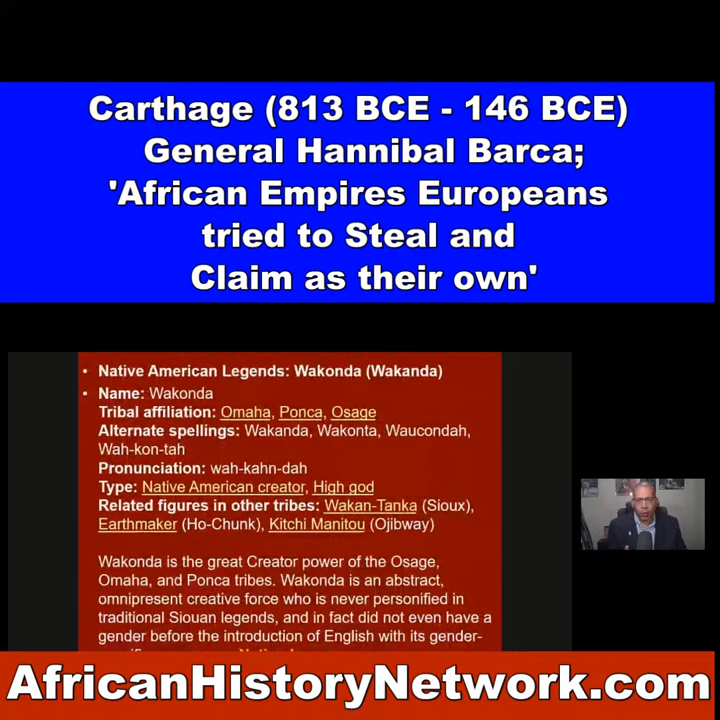 Carthage (813 BCE - 146 BCE)
General Hannibal Barca;
'African Empires Europeans
tried to Steal and
Claim as their own'
• Native American Legends: Wakonda (Wakanda)
• Name: Wakonda
Tribal affiliation: Omaha, Ponca, Osage
Alternate spellings: Wakanda, Wakonta, Waucondah,
Wah-kon-tah
Pronunciation: wah-kahn-dah
Type: Native American creator, High god
Related figures in other tribes: Wakan-Tanka (Sioux),
Earthmaker (Ho-Chunk), Kitchi Manitou (Ojibway)
Wakonda is the great Creator power of the Osage,
Omaha, and Ponca tribes. Wakonda is an abstract,
omnipresent creative force who is never personified in
traditional Siouan legends, and in fact did not even have a
gender before the introduction of English with its gender-
AfricanHistoryNetwork.com